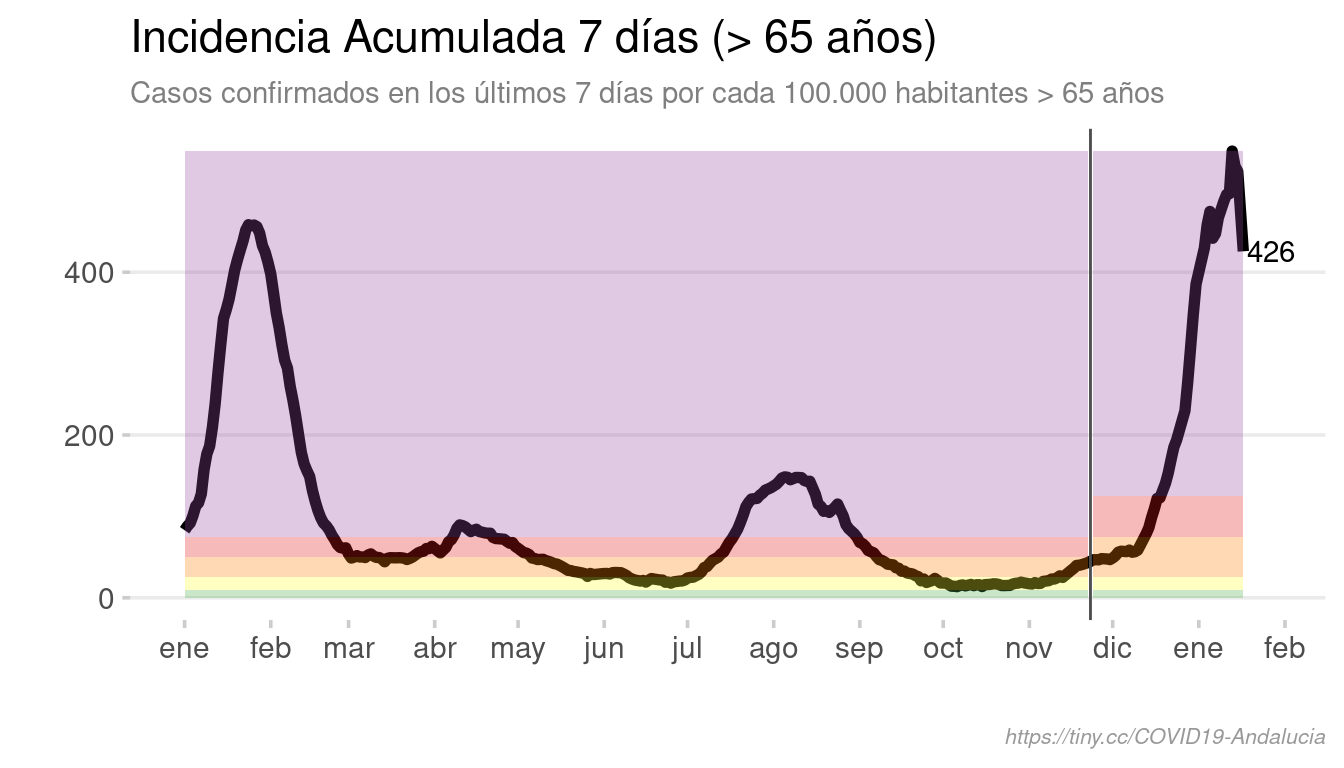 Incidencia Acumulada 7 días (> 65 años)
Casos confirmados en los últimos 7 días por cada 100.000 habitantes > 65 años
426
400
200
0
ene feb mar abr may jun jul ago sep oct nov dic ene feb
https://tiny.cc/COVID19-Andalucia